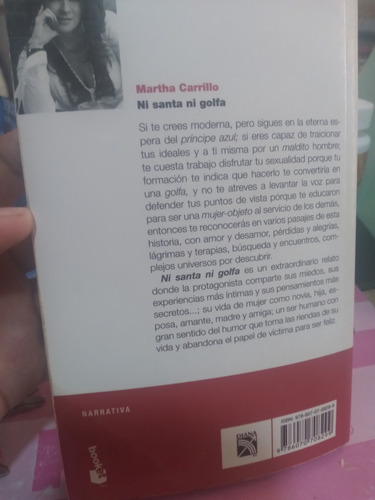 Martha Carrillo
Ni santa ni golfa
Si te crees moderna, pero sigues en la eterna es-
pera del príncipe azul; si eres capaz de traicionar
tus ideales y a ti misma por un maldito hombre;
te cuesta trabajo disfrutar tu sexualidad porque tu
formación te indica que hacerlo te convertiría en
una golfa, y no te atreves a levantar la voz para
defender tus puntos de vista porque te educaron
para ser una mujer-objeto al servicio de los demás,
entonces te reconocerás en varios pasajes de esta
historia, con amor y desamor, pérdidas y alegrías,
lágrimas y terapias, búsqueda y encuentros, com-
plejos universos por descubrir.
Ni santa ni golfa es un extraordinario relato
donde la protagonista comparte sus miedos, sus
experiencias más íntimas y sus pensamientos más
secretos...; su vida de mujer como novia, hija, es-
posa, amante, madre y amiga; un ser humano con
gran sentido del humor que toma las riendas de su
vida y abandona el papel de víctima para ser feliz.
NARRATIVA
booket
DIANA